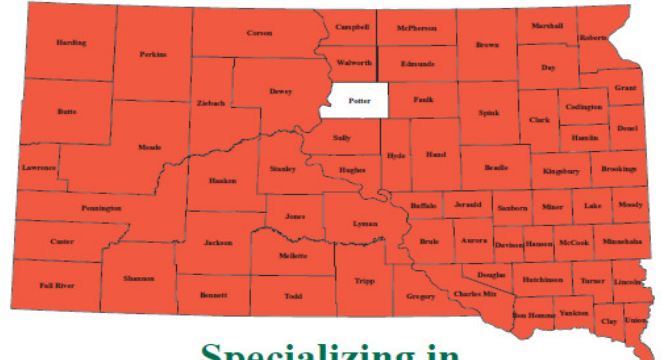 Campbell McPherson Marshall Roberts
Harding Perkins Corson Brown
Walworth Edmunds Day
Grant
Dewey Potter Faulk
Butte Ziebach Spink Clark Codington
Hamlin Deuel
Sully
Meade Hyde Hand
Lawrence Haakon Stanley Hughes Beadle Kingsbury Brookings
Pennington Jones Lyman Buffalo Jerauld Sanborn Miner Lake Moody
Custer Jackson Brule Aurora Davison Hanson McCook Minnehaha
Mellette
Fall River Shannon Bennett Todd Tripp Gregory Charles Mix Douglas Hutchinson Turner Lincoln
Bon Homme Yankton Clay Union
Specializing in